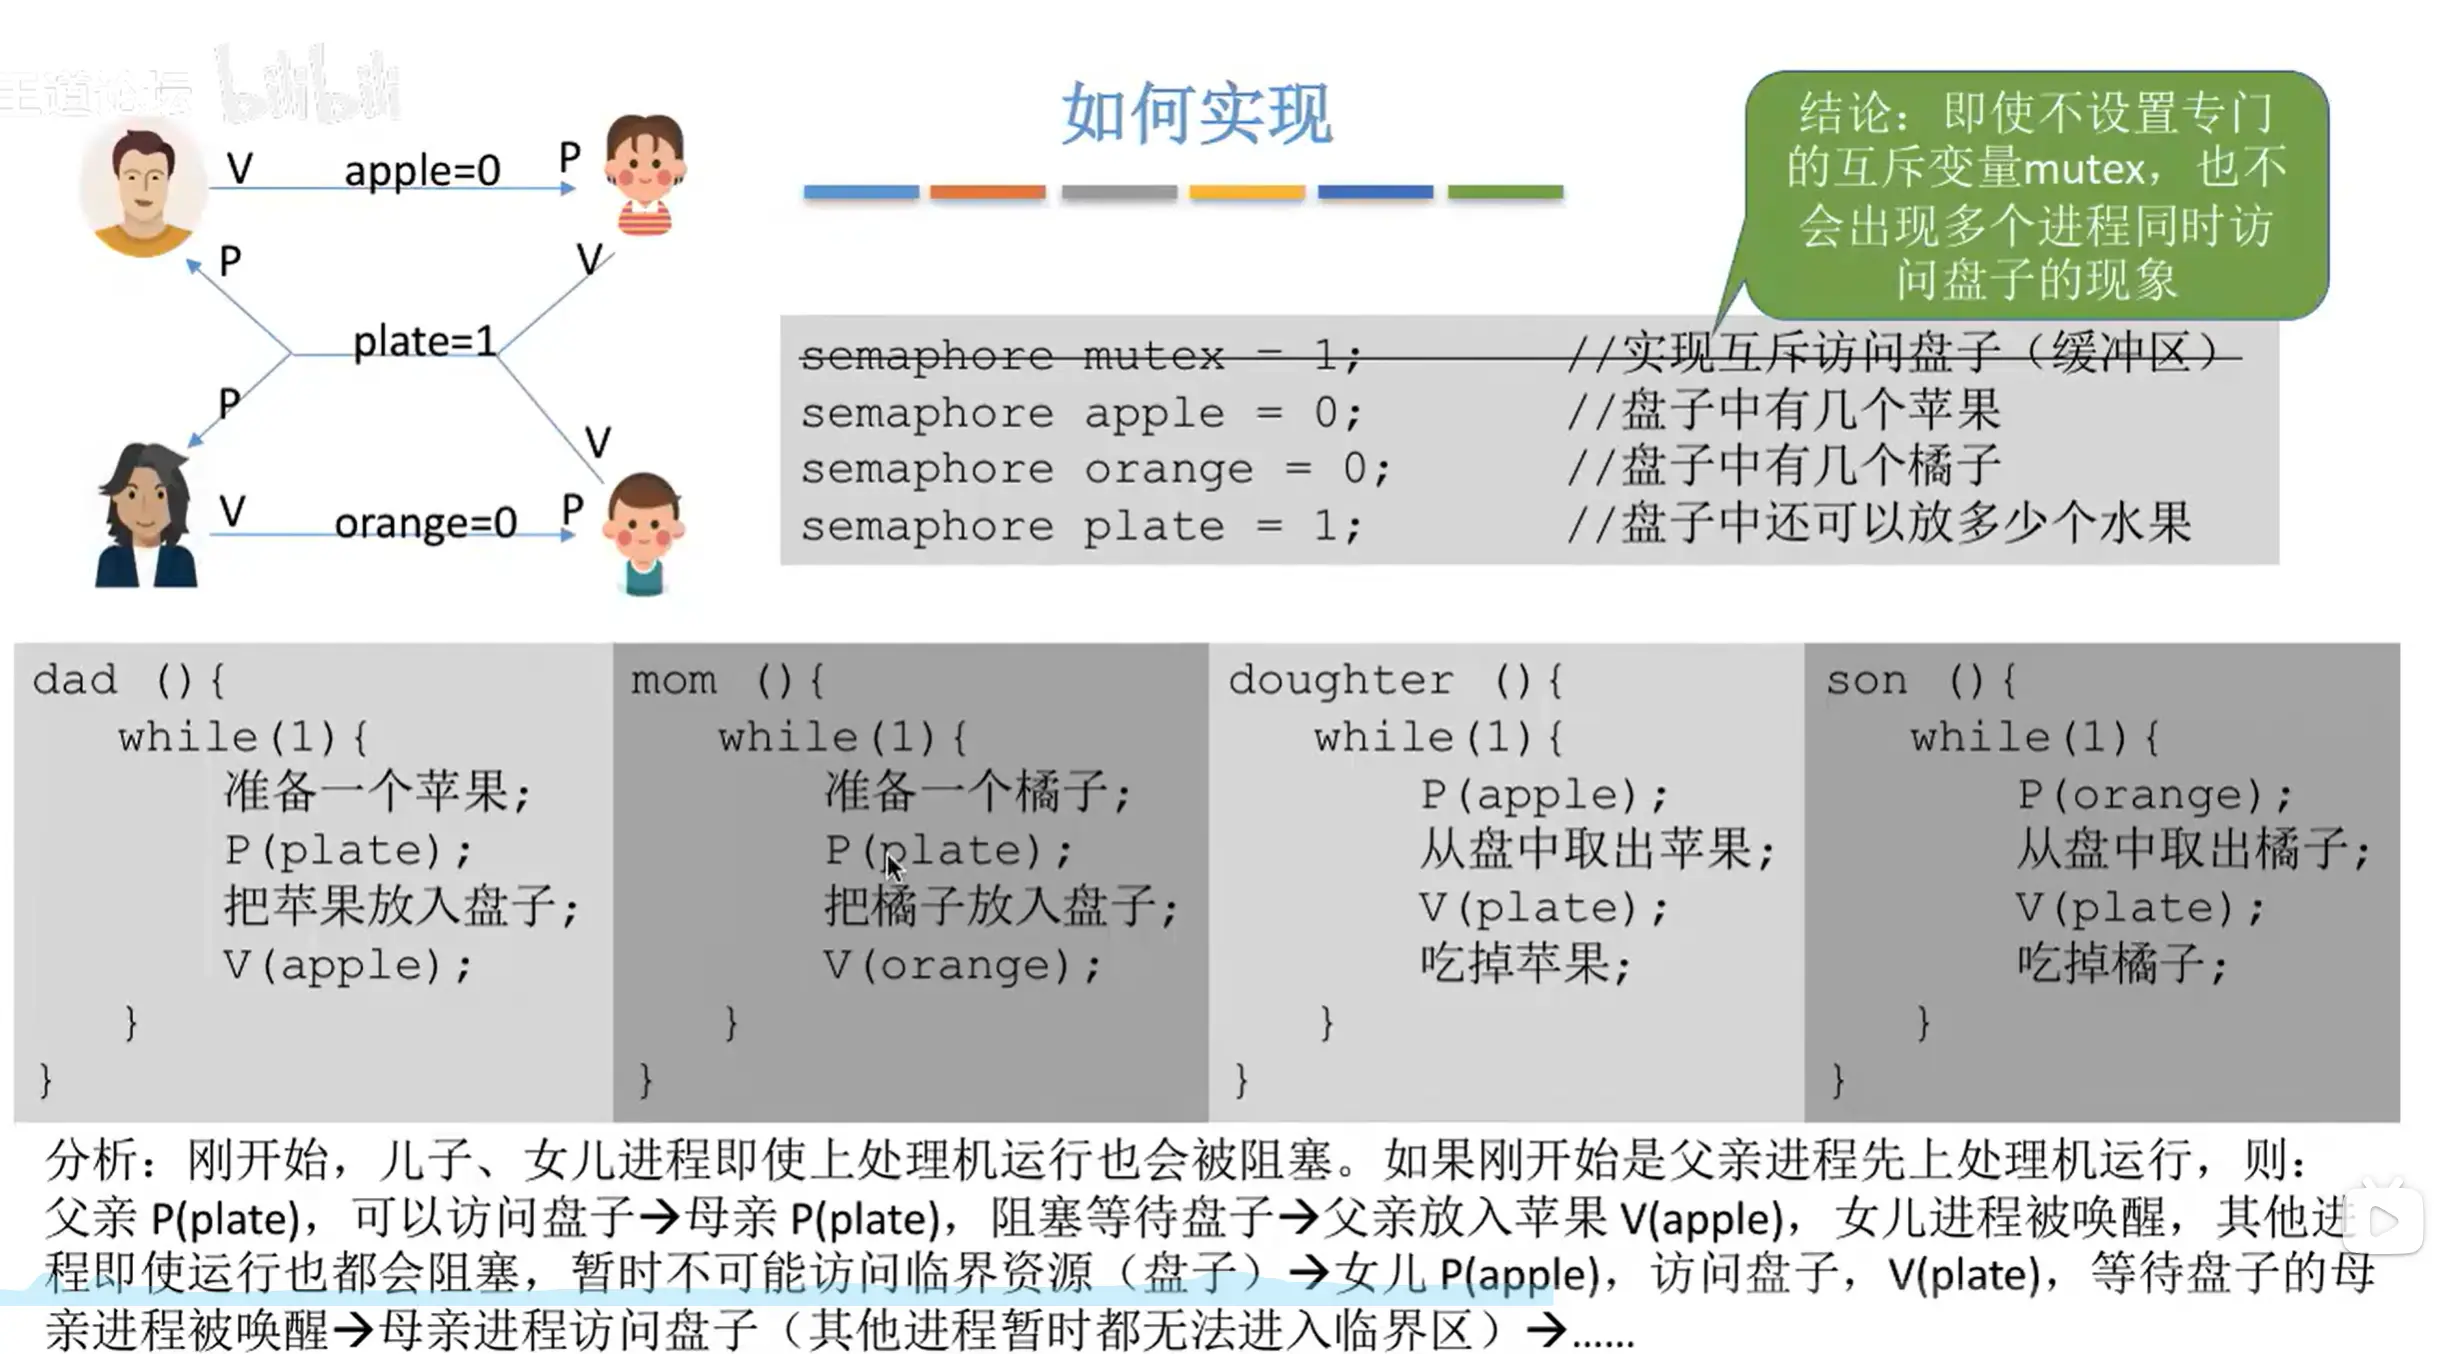 王道论坛 bilibili
如何实现
结论：即使不设置专门
的互斥变量mutex，也不
会出现多个进程同时访
问盘子的现象
V apple=0 P
P V
plate=1
P V
V orange=0 P
semaphore mutex = 1; //实现互斥访问盘子（缓冲区）
semaphore apple = 0; //盘子中有几个苹果
semaphore orange = 0; //盘子中有几个橘子
semaphore plate = 1; //盘子中还可以放多少个水果
dad (){
while(1){
准备一个苹果;
P(plate);
把苹果放入盘子;
V(apple);
}
}
mom (){
while(1){
准备一个橘子;
P(plate);
把橘子放入盘子;
V(orange);
}
}
doughter (){
while(1){
P(apple);
从盘中取出苹果;
V(plate);
吃掉苹果;
}
}
son (){
while(1){
P(orange);
从盘中取出橘子;
V(plate);
吃掉橘子;
}
}
分析：刚开始，儿子、女儿进程即使上处理机运行也会被阻塞。如果刚开始是父亲进程先上处理机运行，则：
父亲 P(plate)，可以访问盘子→母亲 P(plate)，阻塞等待盘子→父亲放入苹果 V(apple)，女儿进程被唤醒，其他进
程即使运行也都会阻塞，暂时不可能访问临界资源（盘子）→女儿 P(apple)，访问盘子，V(plate)，等待盘子的母
亲进程被唤醒→母亲进程访问盘子（其他进程暂时都无法进入临界区）→……